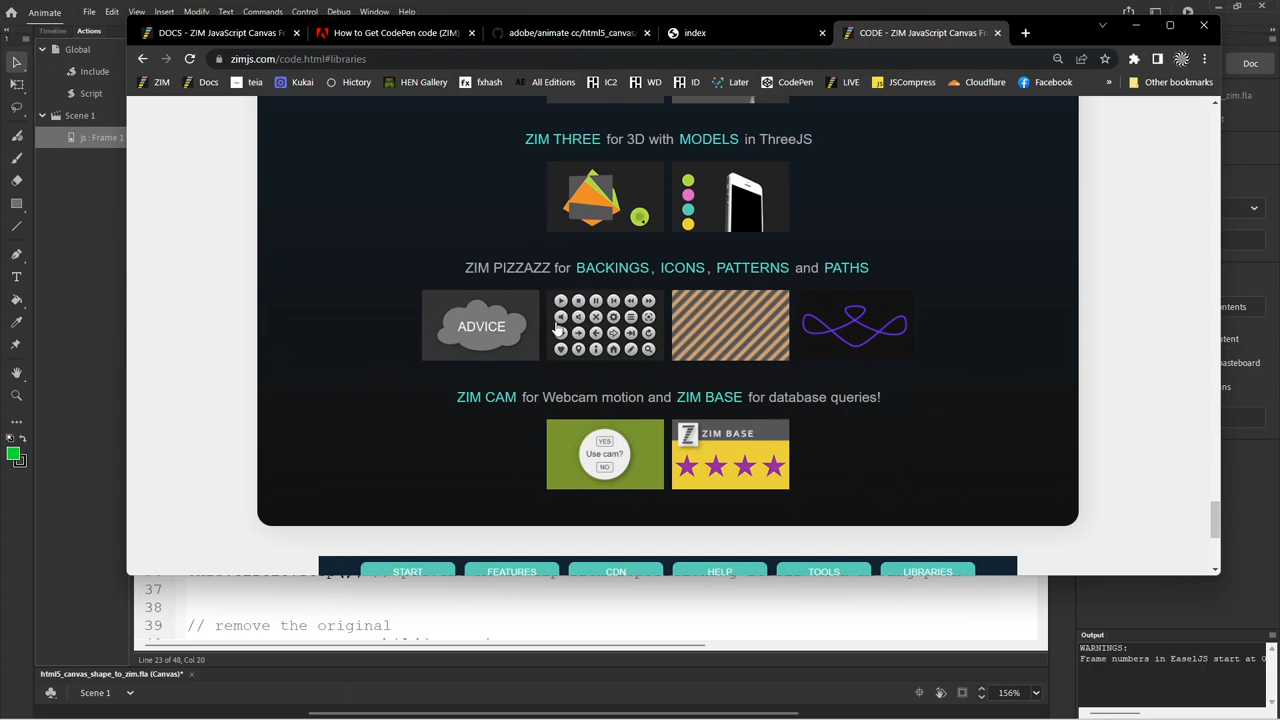 Animate
File
Edit
View
Insert
Modify
Text
Commands
Control
Debug
Window
Help
Timeline
Actions
Global
Include
Script
Scene 1
js : Frame 1
DOCS - ZIM JavaScript Canvas F
How to Get CodePen code (ZIM)
adobe/animate cc/html5_canvas
index
CODE - ZIM JavaScript Canvas Fr
zimjs.com/code.html#libraries
ZIM
Docs
teia
Kukai
Hictory
HEN Gallery
fxhash
All Editions
IC2
WD
ID
Later
CodePen
LIVE
JSCompress
Cloudflare
Facebook
»
Other bookmarks
Doc
_zim.fla
ZIM THREE for 3D with MODELS in ThreeJS
ZIM PIZZAZZ for BACKINGS, ICONS, PATTERNS and PATHS
ADVICE
ZIM CAM for Webcam motion and ZIM BASE for database queries!
YES
Use cam?
NO
ZIM BASE
START
FEATURES
CDN
HELP
TOOLS
LIBRARIES
37
38
39 // remove the original
Line 23 of 48, Col 20
html5_canvas_shape_to_zim.fla (Canvas)*
Scene 1
156%
Output
WARNINGS:
Frame numbers in EaselJS start at 0